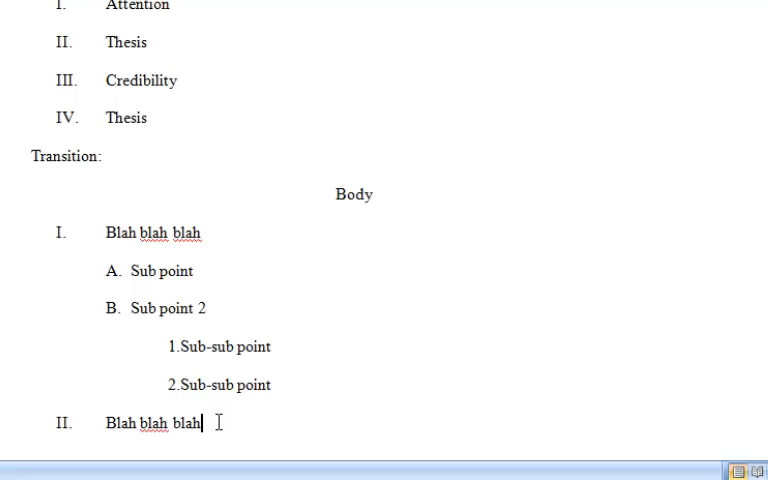 I. Attention
II. Thesis
III. Credibility
IV. Thesis
Transition:
Body
I. Blah blah blah
A. Sub point
B. Sub point 2
1.Sub-sub point
2.Sub-sub point
II. Blah blah blah